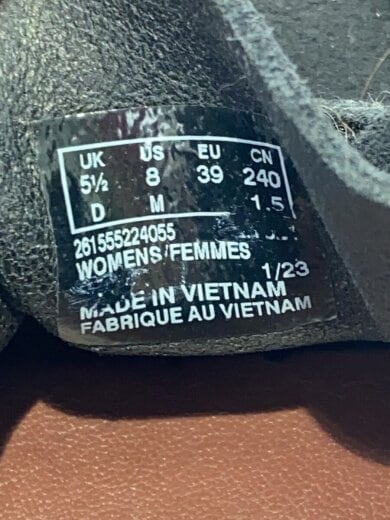 UK US EU CN
5½ 8 39 240
D M 1.5
261555224055
WOMENS/FEMMES
1/23
MADE IN VIETNAM
FABRIQUE AU VIETNAM